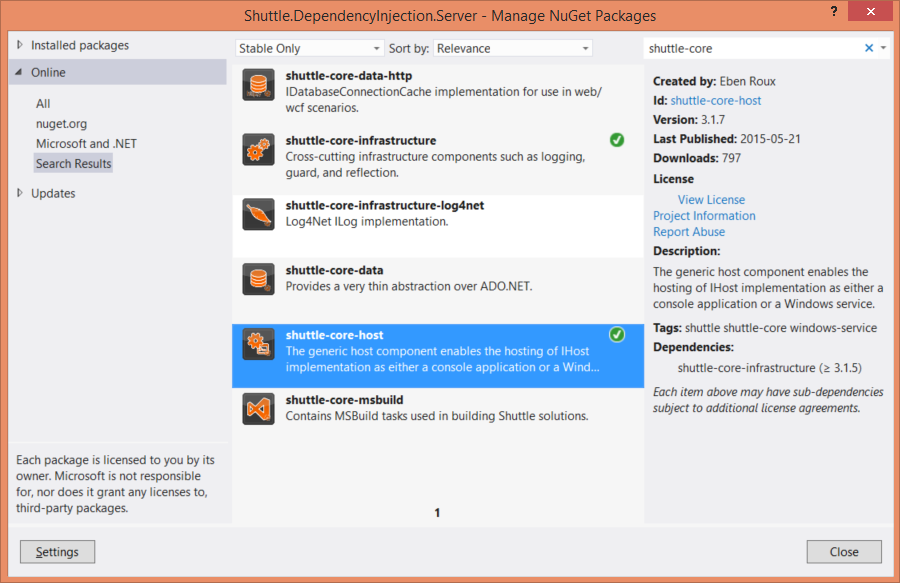 Shuttle.DependencyInjection.Server - Manage NuGet Packages
?
Installed packages
Online
All
nuget.org
Microsoft and .NET
Search Results
Updates
Each package is licensed to you by its
owner. Microsoft is not responsible
for, nor does it grant any licenses to,
third-party packages.
Stable Only
Sort by: Relevance
shuttle-core-data-http
IDatabaseConnectionCache implementation for use in web/
wcf scenarios.
shuttle-core-infrastructure
Cross-cutting infrastructure components such as logging,
guard, and reflection.
shuttle-core-infrastructure-log4net
Log4Net ILog implementation.
shuttle-core-data
Provides a very thin abstraction over ADO.NET.
shuttle-core-host
The generic host component enables the hosting of IHost
implementation as either a console application or a Wind...
shuttle-core-msbuild
Contains MSBuild tasks used in building Shuttle solutions.
1
shuttle-core
Created by: Eben Roux
Id: shuttle-core-host
Version: 3.1.7
Last Published: 2015-05-21
Downloads: 797
License
View License
Project Information
Report Abuse
Description:
The generic host component enables the
hosting of IHost implementation as either a
console application or a Windows service.
Tags: shuttle shuttle-core windows-service
Dependencies:
shuttle-core-infrastructure (≥ 3.1.5)
Each item above may have sub-dependencies
subject to additional license agreements.
Settings
Close